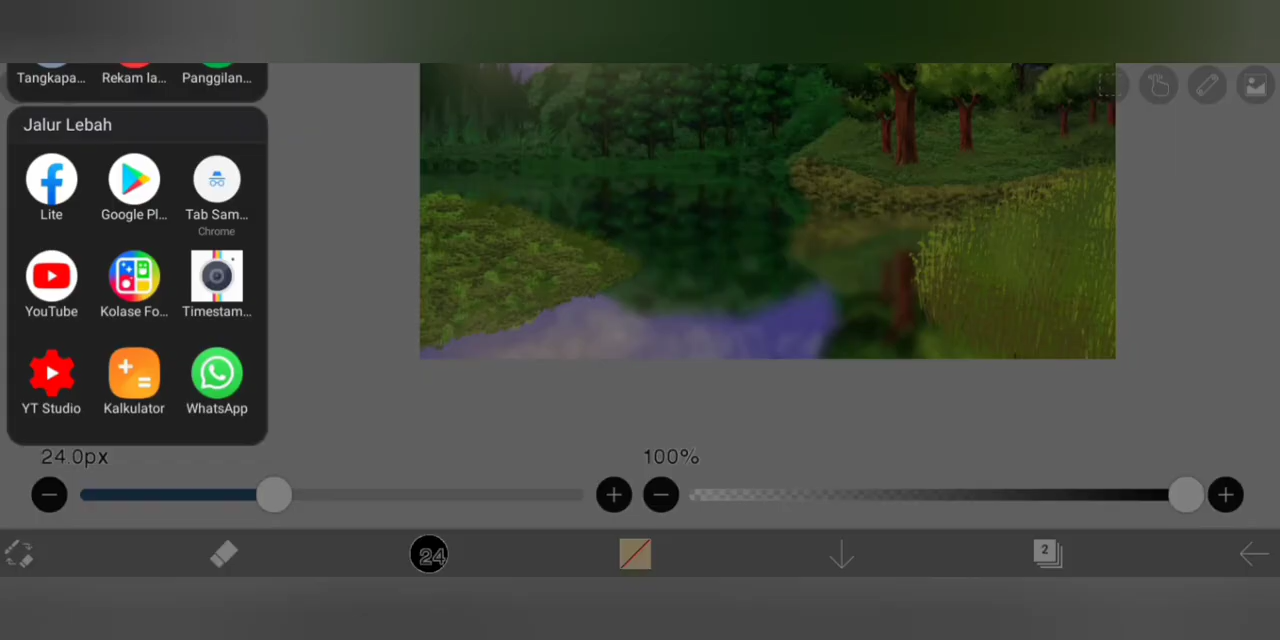 Tangkapa... Rekam la... Panggilan...
Jalur Lebah
Lite Google Pl... Tab Sam...
Chrome
YouTube Kolase Fo... Timestam...
YT Studio Kalkulator WhatsApp
24.0px 100%
24 2